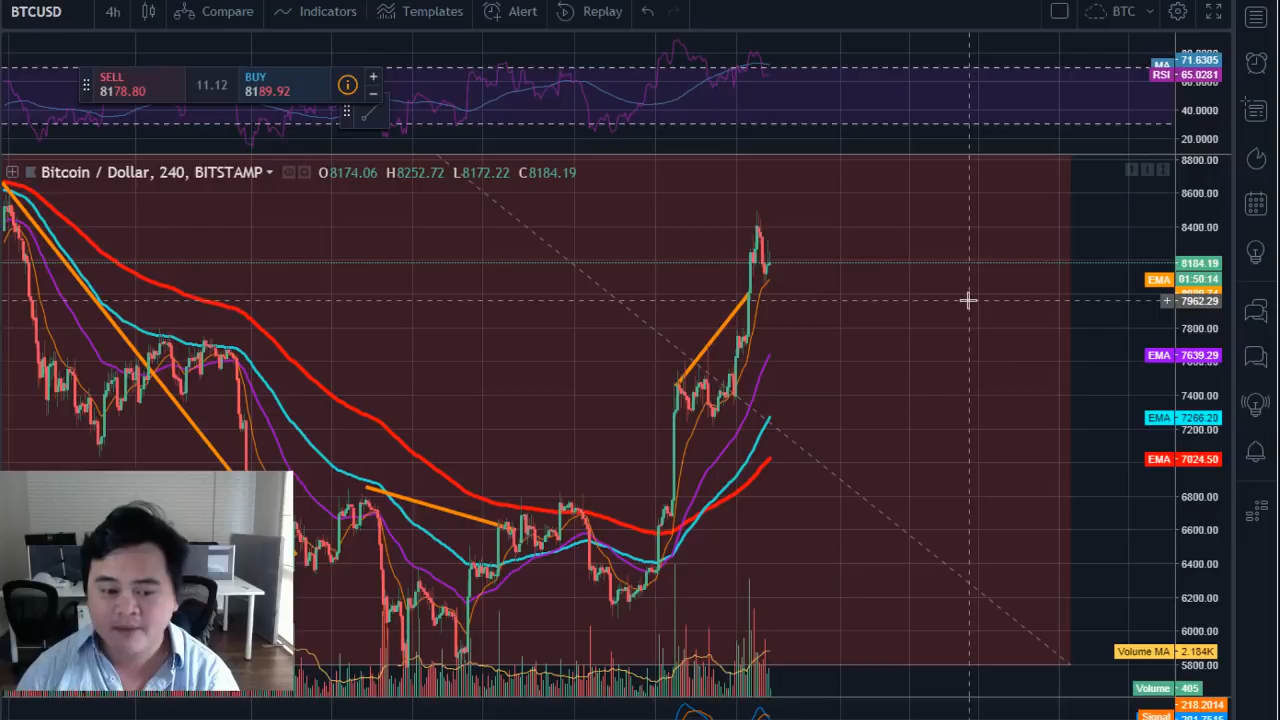 BTCUSD 4h Compare Indicators Templates Alert Replay BTC
SELL
8178.80
11.12
BUY
8189.92
+
−
MA 71.6305
RSI 65.0281
40.0000
20.0000
Bitcoin / Dollar, 240, BITSTAMP O8174.06 H8252.72 L8172.22 C8184.19
8800.00
8600.00
8400.00
8184.19
EMA 01:50:14
+ 7962.29
7800.00
EMA 7639.29
7400.00
EMA 7266.20
7200.00
EMA 7024.50
6800.00
6600.00
6400.00
6200.00
6000.00
Volume MA 2.184K
5800.00
Volume 405
218.2014
Signal